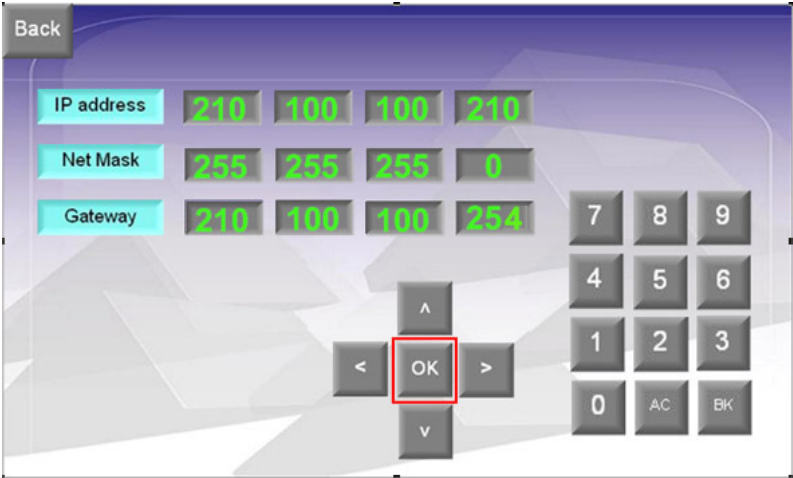 Back
IP address 210 100 100 210
Net Mask 255 255 255 0
Gateway 210 100 100 254
7 8 9
4 5 6
˄
1 2 3
< OK >
0 AC BK
˅